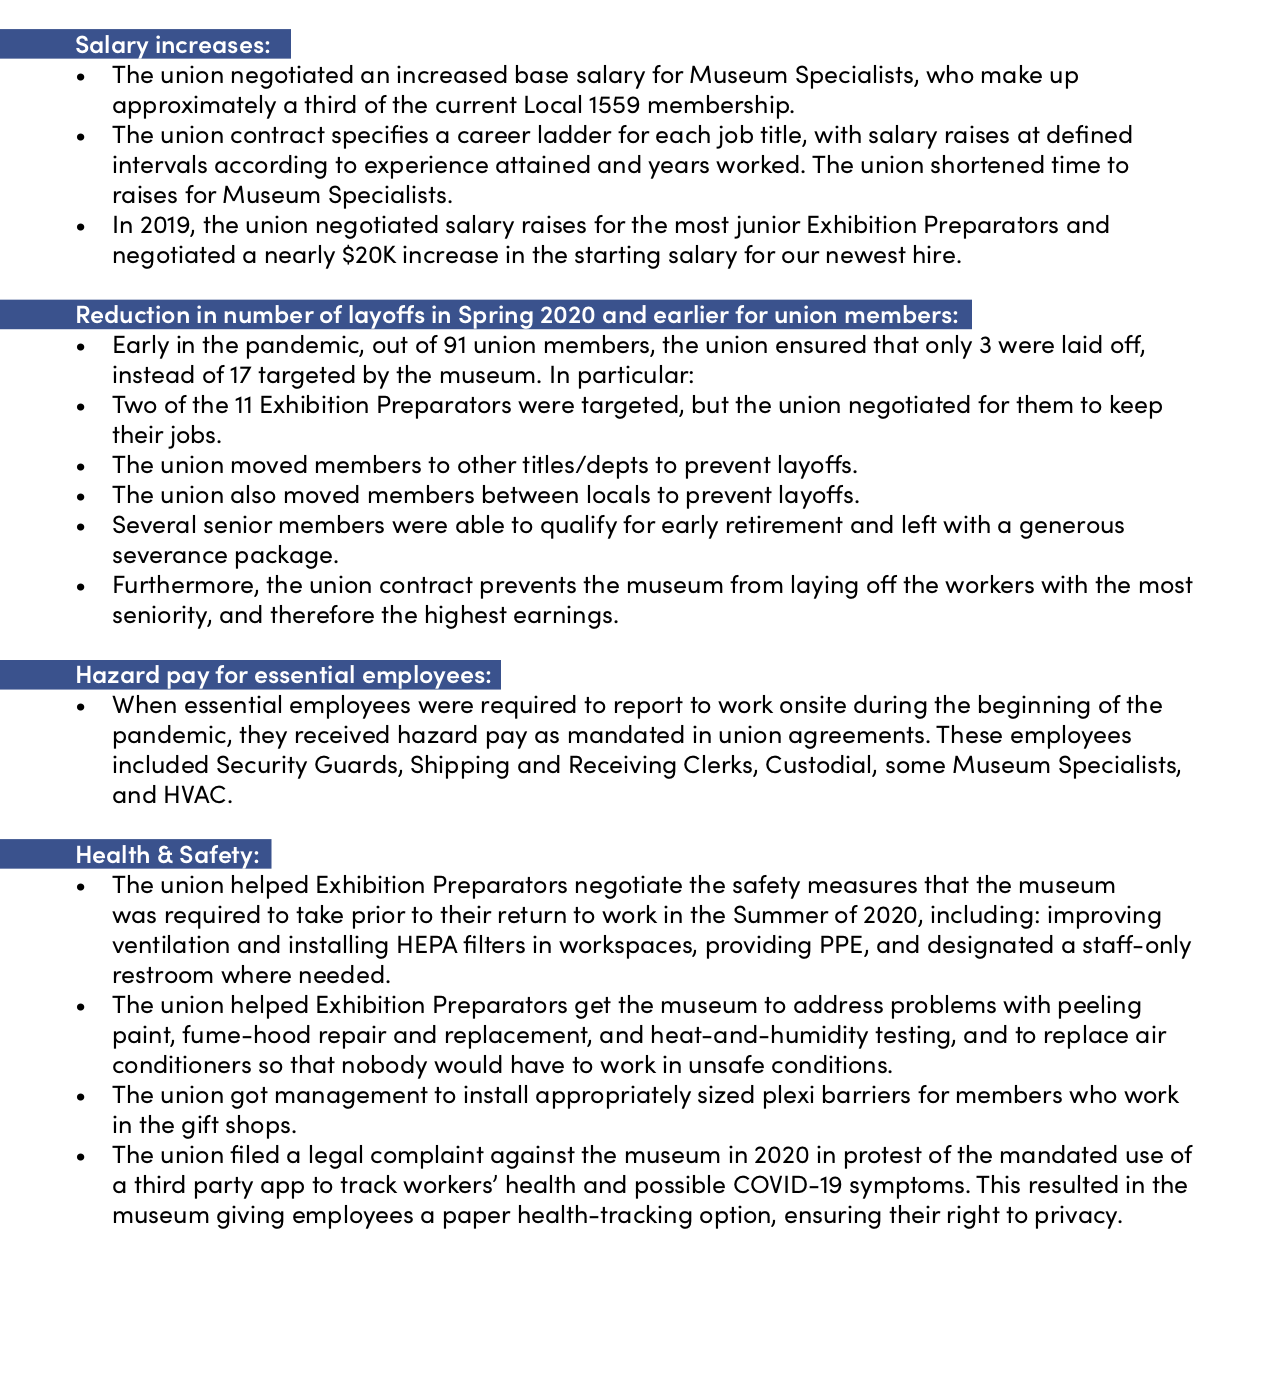 Salary increases:
• The union negotiated an increased base salary for Museum Specialists, who make up
approximately a third of the current Local 1559 membership.
• The union contract specifies a career ladder for each job title, with salary raises at defined
intervals according to experience attained and years worked. The union shortened time to
raises for Museum Specialists.
• In 2019, the union negotiated salary raises for the most junior Exhibition Preparators and
negotiated a nearly $20K increase in the starting salary for our newest hire.
Reduction in number of layoffs in Spring 2020 and earlier for union members:
• Early in the pandemic, out of 91 union members, the union ensured that only 3 were laid off,
instead of 17 targeted by the museum. In particular:
• Two of the 11 Exhibition Preparators were targeted, but the union negotiated for them to keep
their jobs.
• The union moved members to other titles/depts to prevent layoffs.
• The union also moved members between locals to prevent layoffs.
• Several senior members were able to qualify for early retirement and left with a generous
severance package.
• Furthermore, the union contract prevents the museum from laying off the workers with the most
seniority, and therefore the highest earnings.
Hazard pay for essential employees:
• When essential employees were required to report to work onsite during the beginning of the
pandemic, they received hazard pay as mandated in union agreements. These employees
included Security Guards, Shipping and Receiving Clerks, Custodial, some Museum Specialists,
and HVAC.
Health & Safety:
• The union helped Exhibition Preparators negotiate the safety measures that the museum
was required to take prior to their return to work in the Summer of 2020, including: improving
ventilation and installing HEPA filters in workspaces, providing PPE, and designated a staff-only
restroom where needed.
• The union helped Exhibition Preparators get the museum to address problems with peeling
paint, fume-hood repair and replacement, and heat-and-humidity testing, and to replace air
conditioners so that nobody would have to work in unsafe conditions.
• The union got management to install appropriately sized plexi barriers for members who work
in the gift shops.
• The union filed a legal complaint against the museum in 2020 in protest of the mandated use of
a third party app to track workers’ health and possible COVID-19 symptoms. This resulted in the
museum giving employees a paper health-tracking option, ensuring their right to privacy.